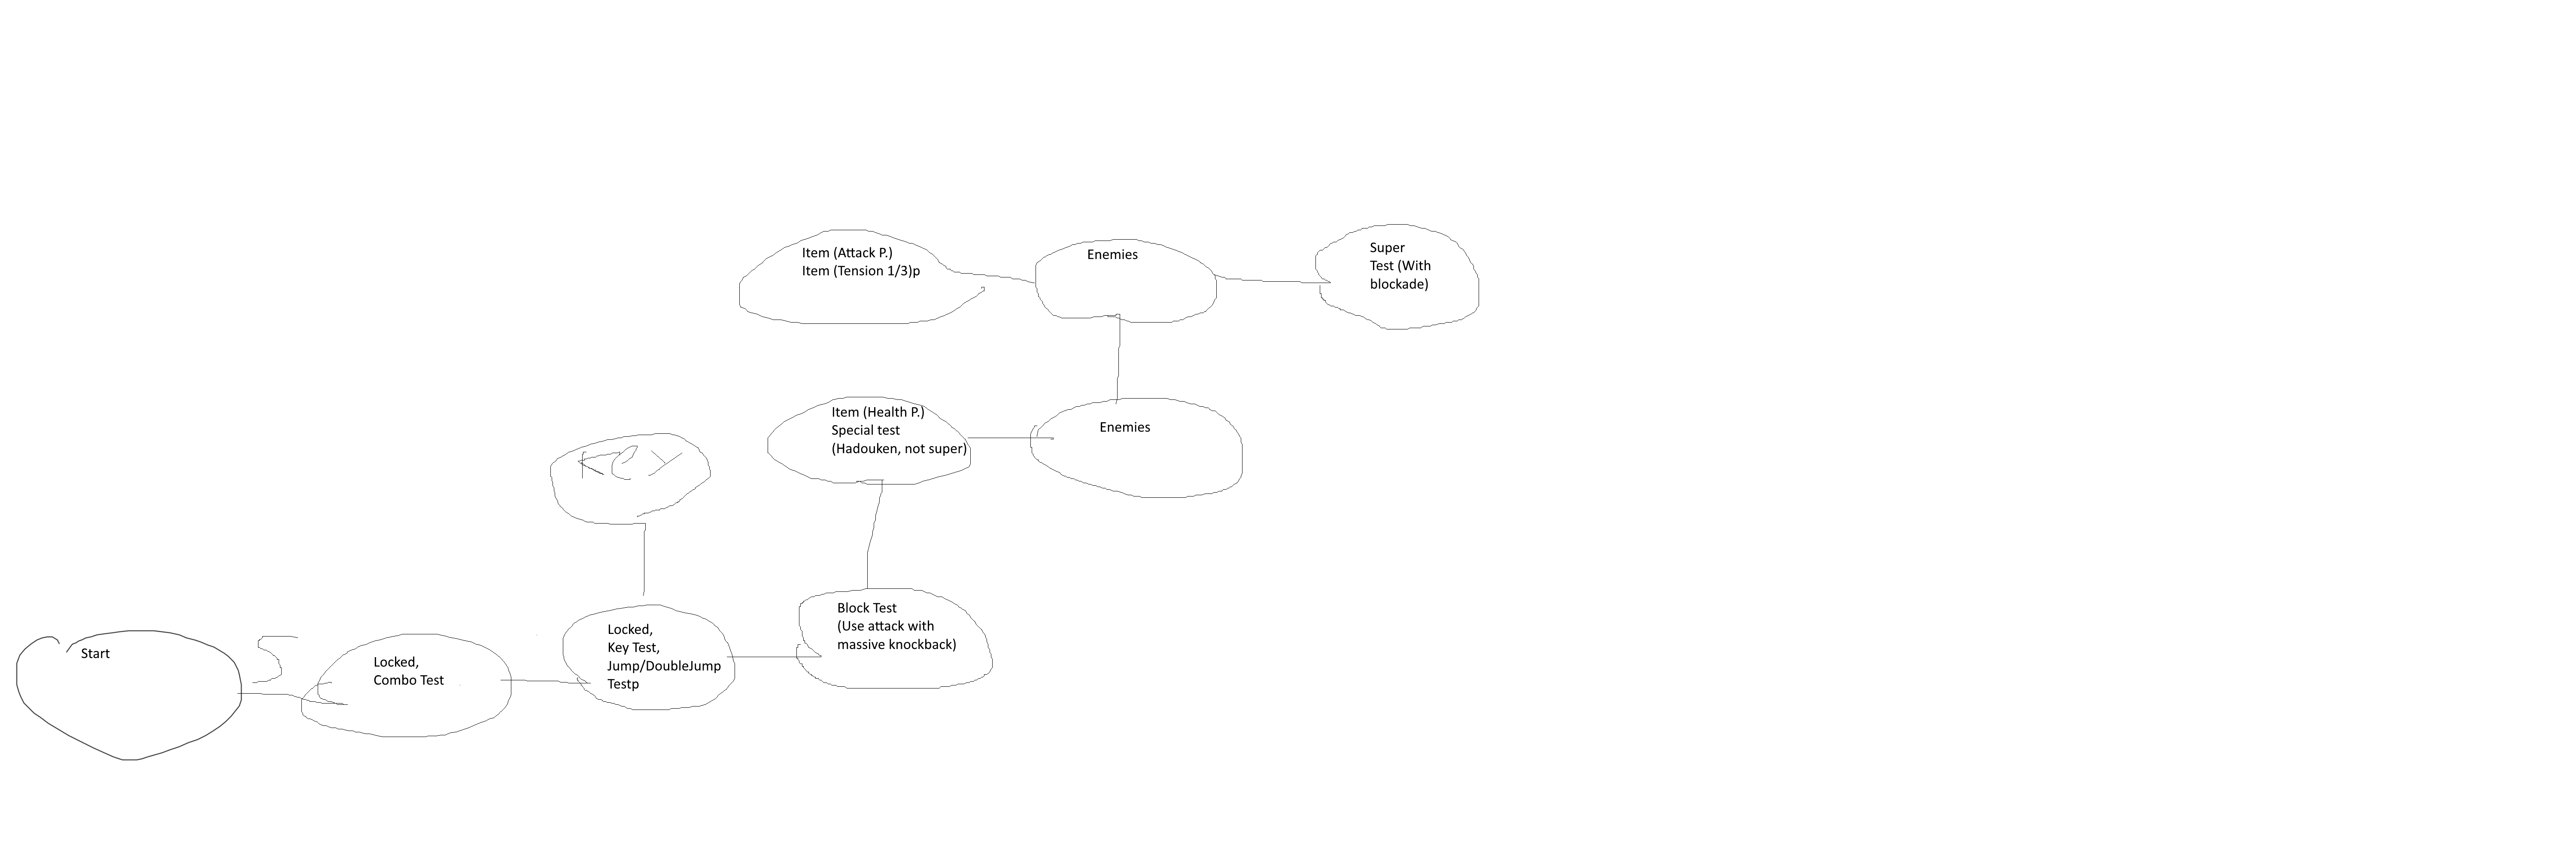 Item (Attack P.)
Item (Tension 1/3)p
Enemies
Super
Test (With
blockade)
Item (Health P.)
Special test
(Hadouken, not super)
Enemies
KEY
Start
Locked,
Combo Test
Locked,
Key Test,
Jump/DoubleJump
Testp
Block Test
(Use attack with
massive knockback)